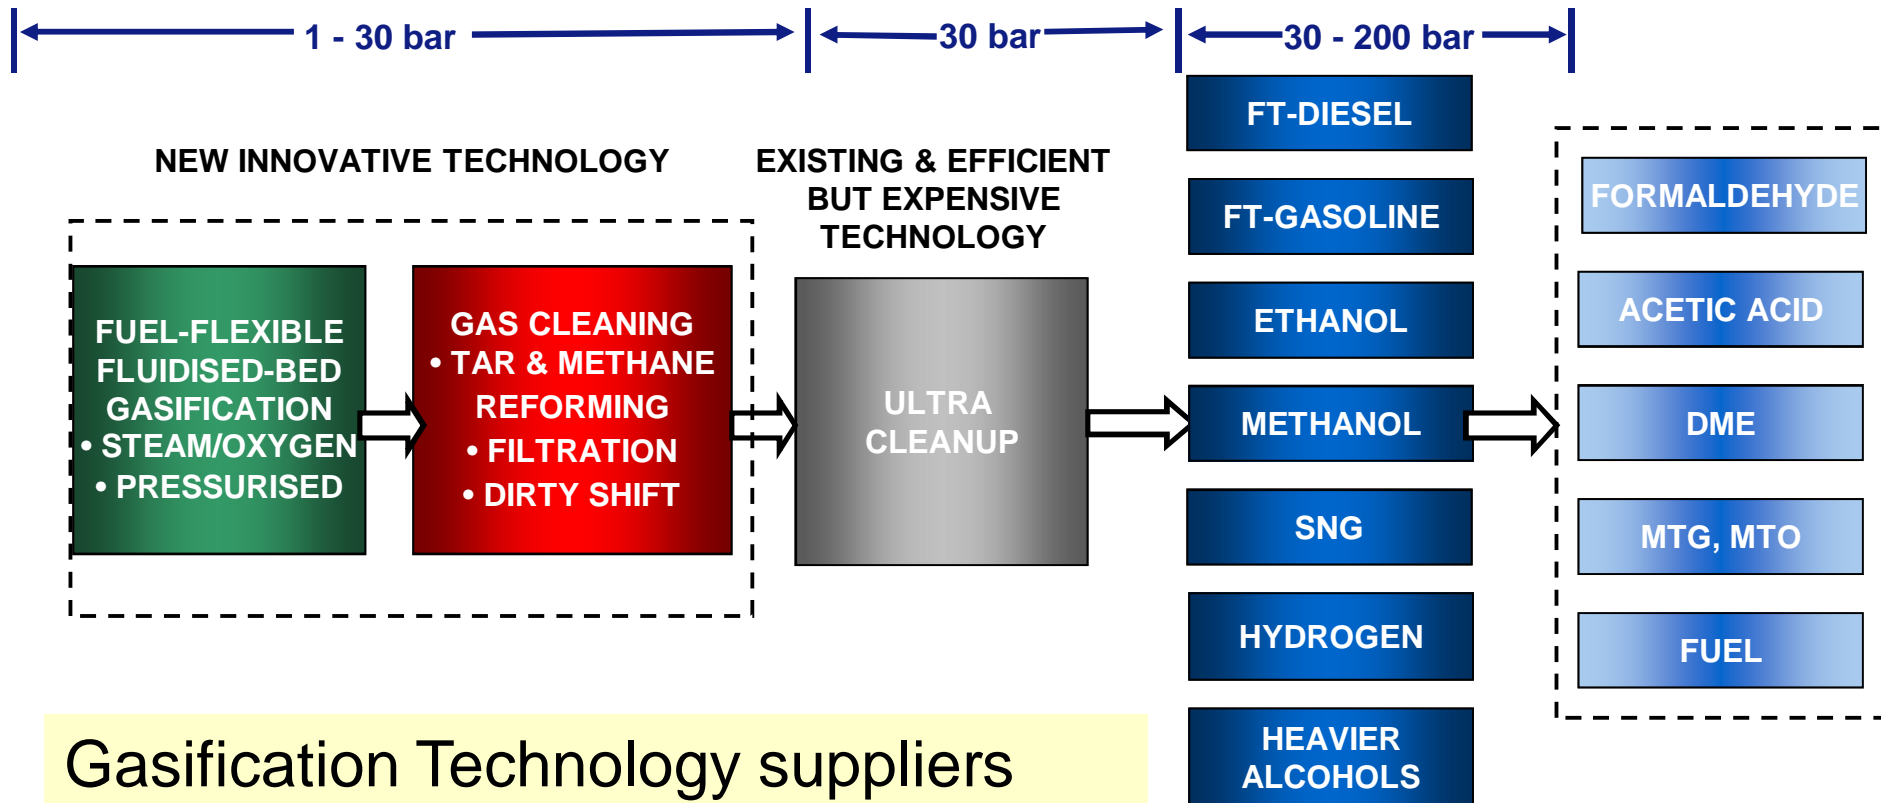 1 - 30 bar
30 bar
30 - 200 bar
NEW INNOVATIVE TECHNOLOGY
EXISTING & EFFICIENT
BUT EXPENSIVE
TECHNOLOGY
FUEL-FLEXIBLE
FLUIDISED-BED
GASIFICATION
• STEAM/OXYGEN
• PRESSURISED
GAS CLEANING
• TAR & METHANE
REFORMING
• FILTRATION
• DIRTY SHIFT
ULTRA
CLEANUP
FT-DIESEL
FT-GASOLINE
ETHANOL
METHANOL
SNG
HYDROGEN
HEAVIER
ALCOHOLS
FORMALDEHYDE
ACETIC ACID
DME
MTG, MTO
FUEL
Gasification Technology suppliers